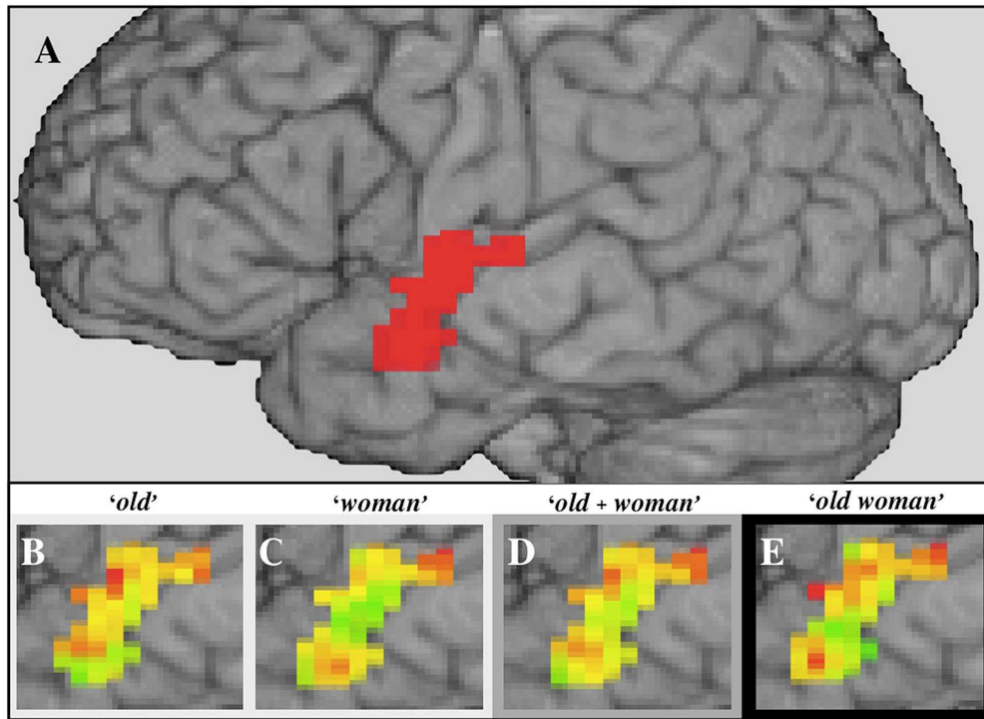 A
‘old’ ‘woman’ ‘old + woman’ ‘old woman’
B C D E